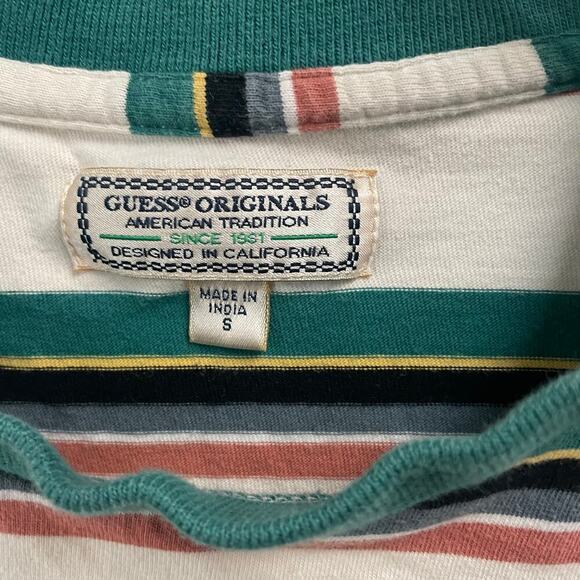 GUESS® ORIGINALS
AMERICAN TRADITION
SINCE 1981
DESIGNED IN CALIFORNIA
MADE IN
INDIA
S